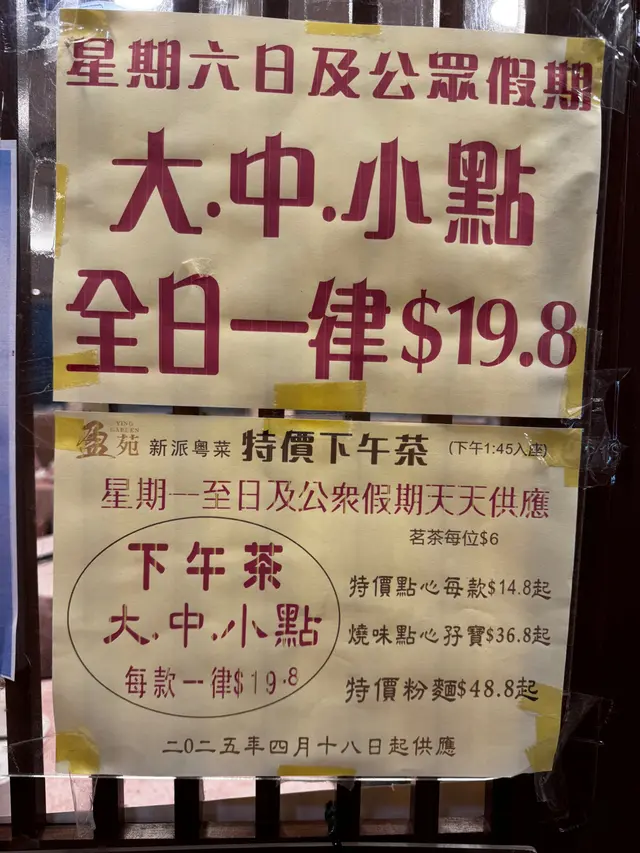 星期六日及公眾假期
大.中.小點
全日一律$19.8
盈苑 YING GARDEN 新派粵菜 特價下午茶 (下午1:45入座)
星期一至日及公衆假期天天供應
茗茶每位$6
下午茶
大.中.小點
每款一律$19.8
特價點心每款$14.8起
燒味點心孖寶$36.8起
特價粉麵$48.8起
二〇二五年四月十八日起供應